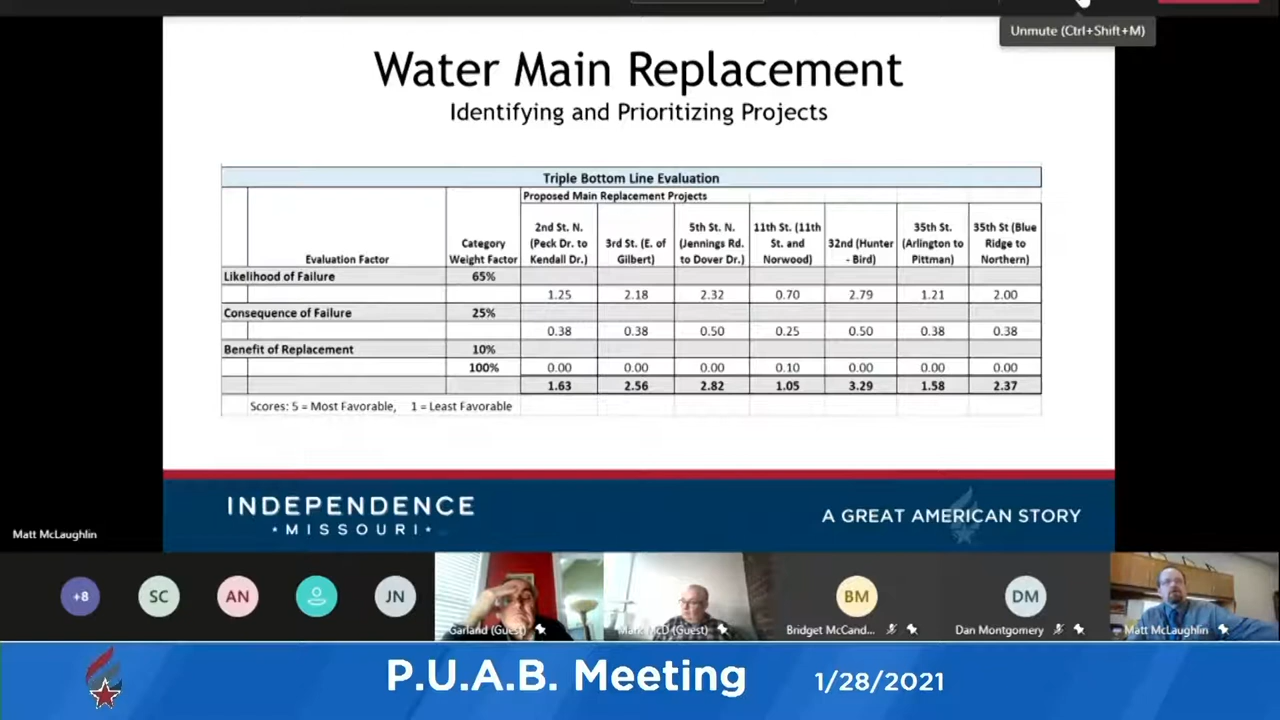 Unmute (Ctrl+Shift+M)
Water Main Replacement
Identifying and Prioritizing Projects
Triple Bottom Line Evaluation
Proposed Main Replacement Projects
Evaluation Factor
Category Weight Factor
2nd St. N. (Peck Dr. to Kendall Dr.)
3rd St. (E. of Gilbert)
5th St. N. (Jennings Rd. to Dover Dr.)
11th St. (11th St. and Norwood)
32nd (Hunter - Bird)
35th St. (Arlington to Pittman)
35th St (Blue Ridge to Northern)
Likelihood of Failure 65%
1.25 2.18 2.32 0.70 2.79 1.21 2.00
Consequence of Failure 25%
0.38 0.38 0.50 0.25 0.50 0.38 0.38
Benefit of Replacement 10%
100% 0.00 0.00 0.00 0.10 0.00 0.00 0.00
1.63 2.56 2.82 1.05 3.29 1.58 2.37
Scores: 5 = Most Favorable, 1 = Least Favorable
INDEPENDENCE
MISSOURI
A GREAT AMERICAN STORY
Matt McLaughlin
+8 SC AN JN BM DM
Garland (Guest)
Mark McD (Guest)
Bridget McCand...
Dan Montgomery
Matt McLaughlin
P.U.A.B. Meeting 1/28/2021